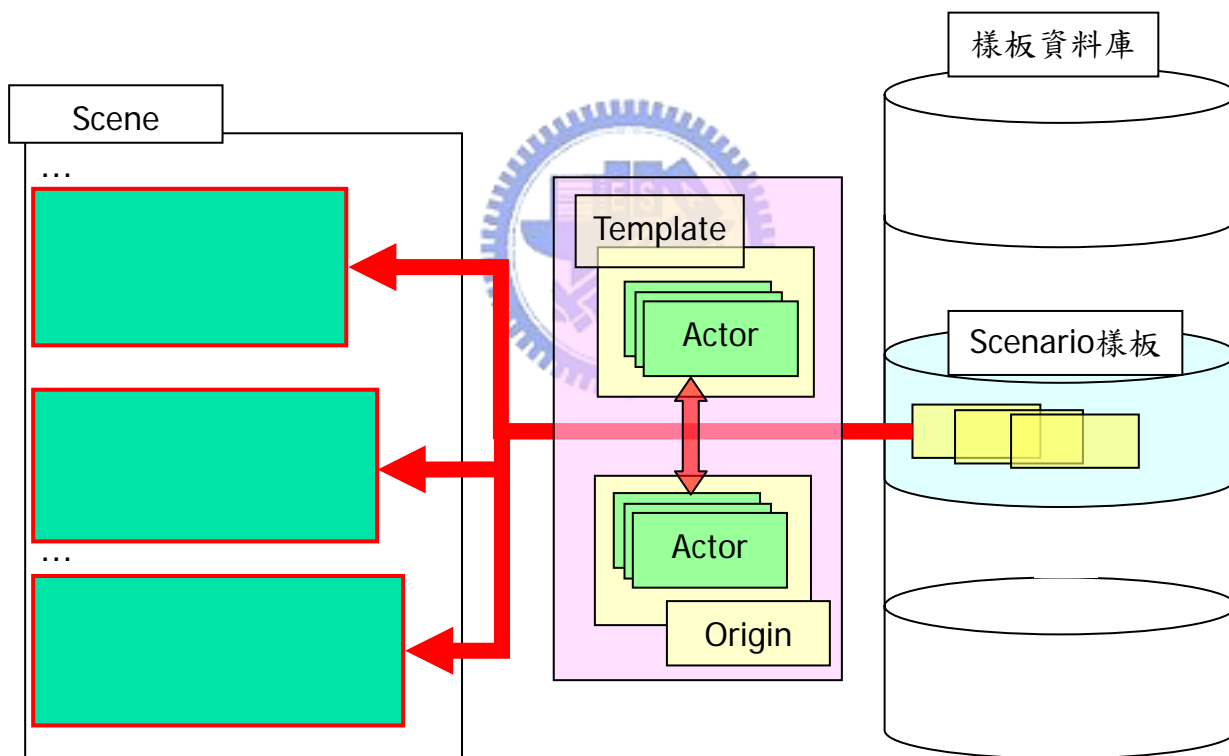 樣板資料庫
Scene
...
Template
Actor
Scenario樣板
Actor
...
Origin